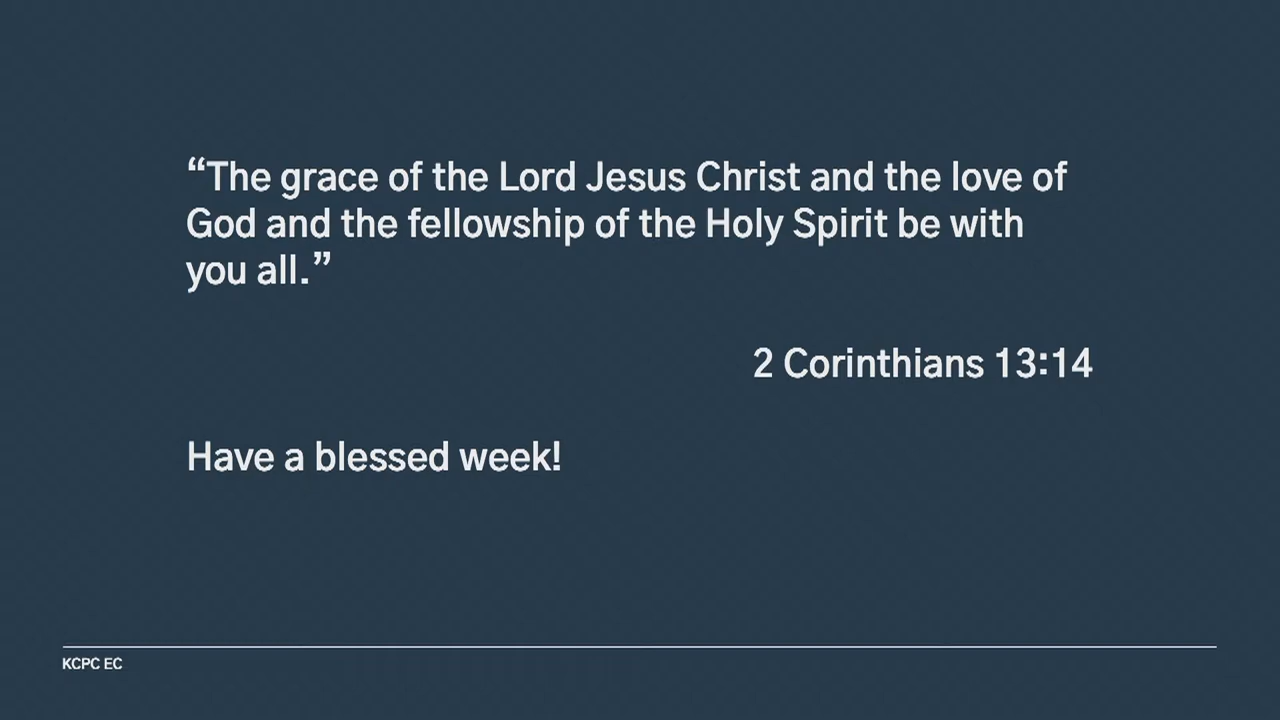 “The grace of the Lord Jesus Christ and the love of
God and the fellowship of the Holy Spirit be with
you all.”
2 Corinthians 13:14
Have a blessed week!
KCPC EC